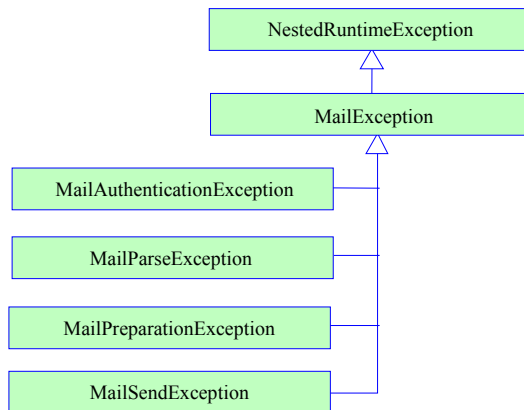 NestedRuntimeException
MailException
MailAuthenticationException
MailParseException
MailPreparationException
MailSendException